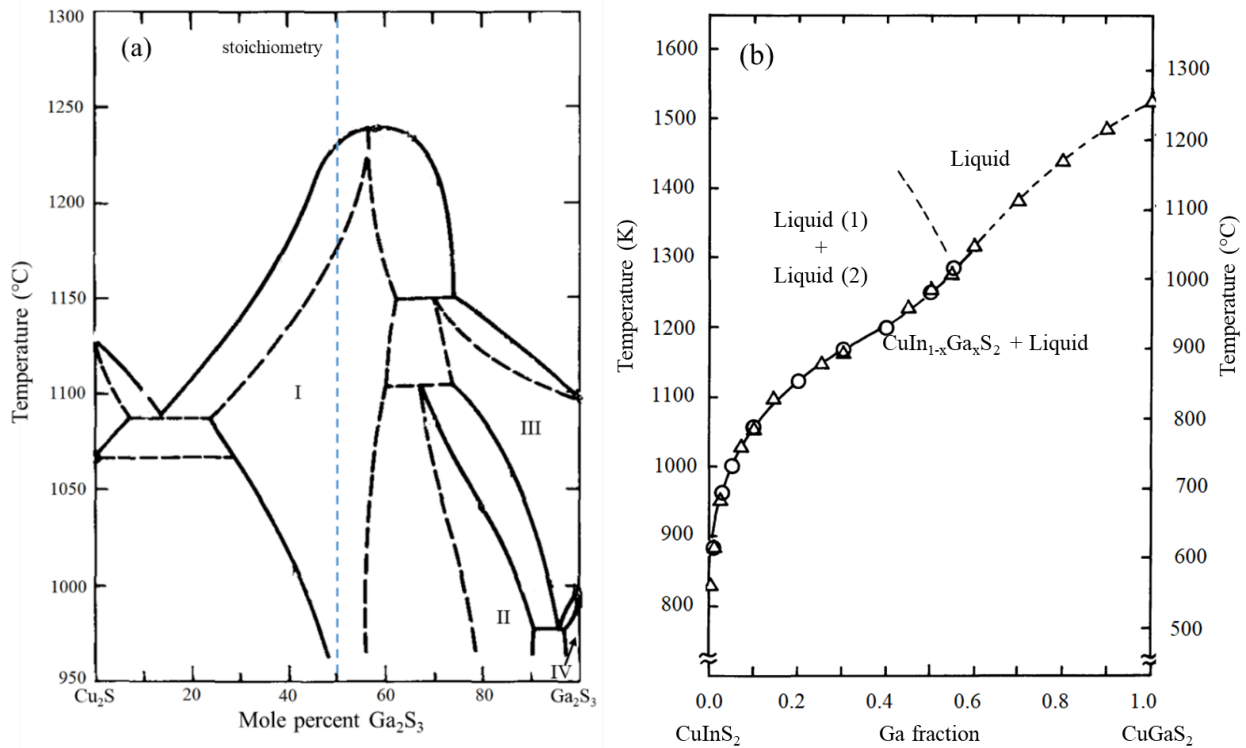 (a)
stoichiometry
1300
1250
1200
1150
1100
1050
1000
950
Temperature (°C)
I
II
III
IV
Cu₂S
20
40
60
80
Ga₂S₃
Mole percent Ga₂S₃
(b)
1600
1500
1400
1300
1200
1100
1000
900
800
Temperature (K)
Liquid
Liquid (1)
+
Liquid (2)
CuIn₁₋ₓGaₓS₂ + Liquid
1300
1200
1100
1000
900
800
700
600
500
Temperature (°C)
0.0
0.2
0.4
0.6
0.8
1.0
CuInS₂
Ga fraction
CuGaS₂